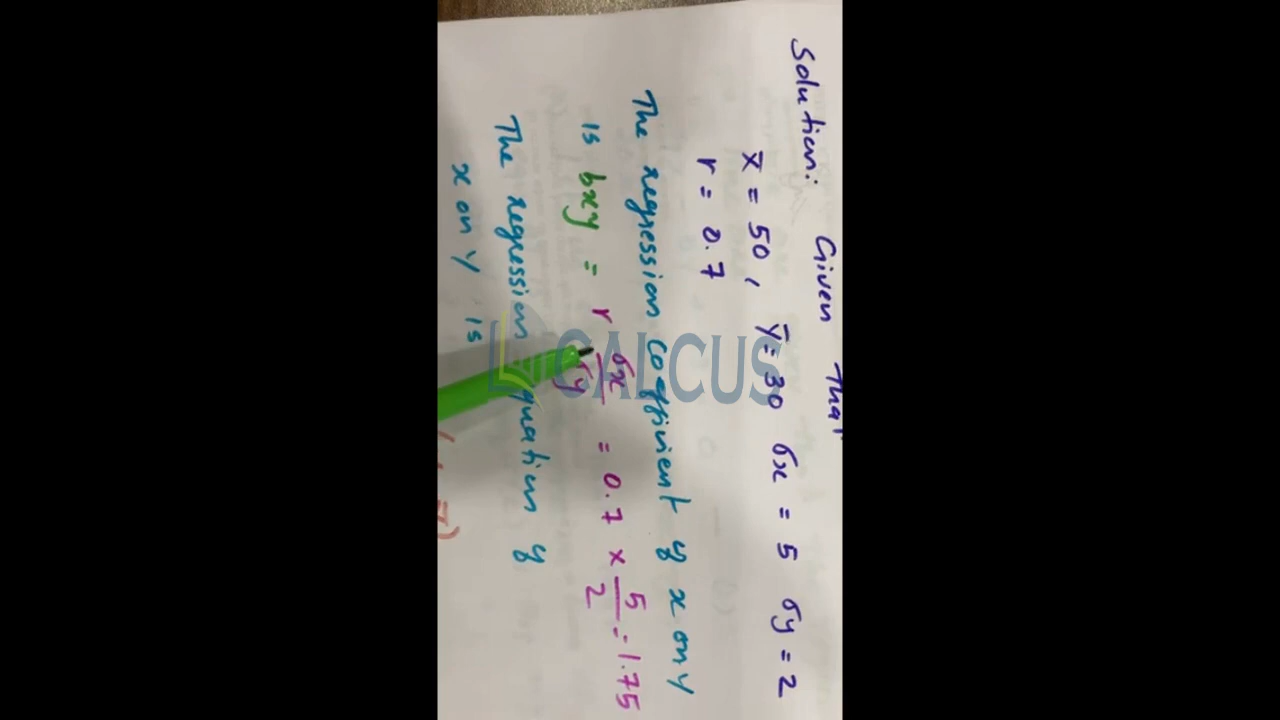 Solution: Given that
x̄ = 50, ȳ = 30 σx = 5 σy = 2
r = 0.7
The regression coefficient of x on y
is bxy = r σx/σy = 0.7 × 5/2 = 1.75
The regression equation of
x on y is
CALCUS